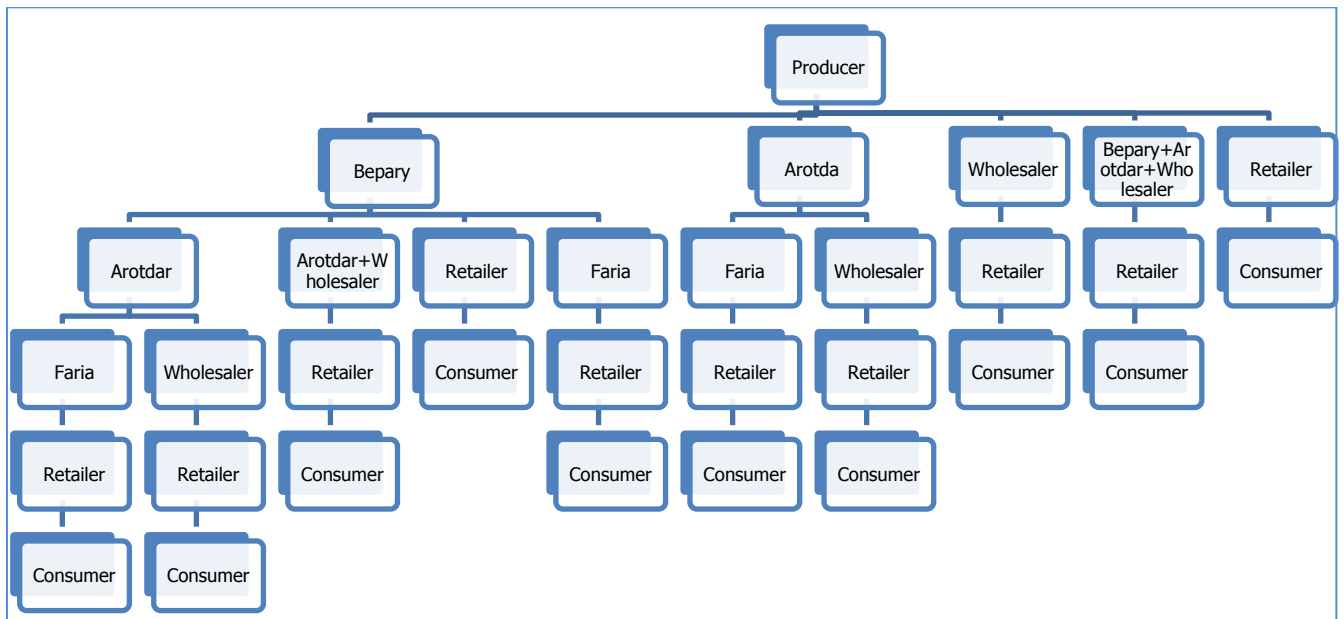 Producer
Bepary
Arotda
Wholesaler
Bepary+Ar
otdar+Who
lesaler
Retailer
Arotdar
Arotdar+W
holesaler
Retailer
Faria
Faria
Wholesaler
Retailer
Retailer
Consumer
Faria
Wholesaler
Retailer
Consumer
Retailer
Retailer
Retailer
Consumer
Consumer
Retailer
Retailer
Consumer
Consumer
Consumer
Consumer
Consumer
Consumer